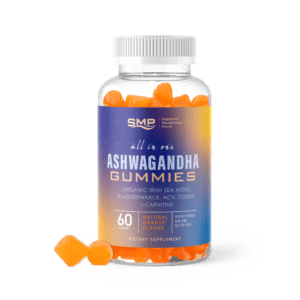 SMP
all in one
ASHWAGANDHA
GUMMIES
ORGANIC IRISH SEA MOSS,
BLADDERWRACK, ACV, COQ10,
L-CARNITINE
60
NATURAL
ORANGE
FLAVOR
DIETARY SUPPLEMENT